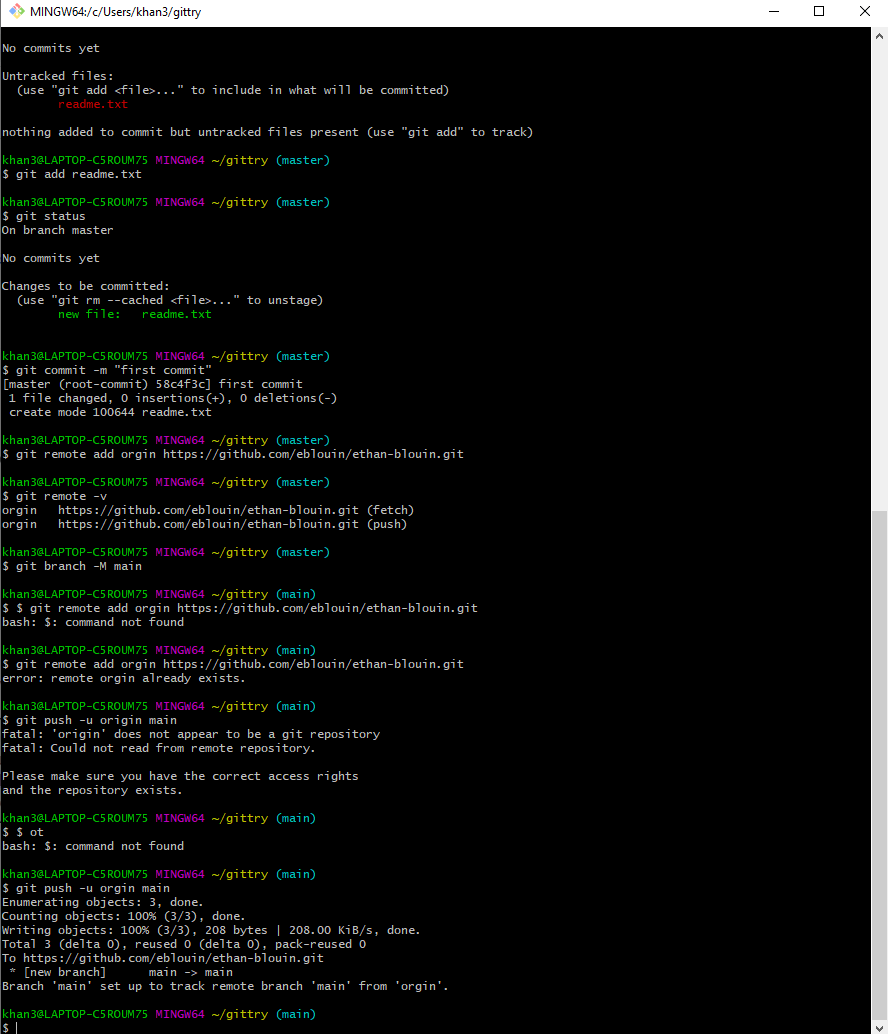 MINGW64:/c/Users/khan3/gittry
No commits yet
Untracked files:
  (use "git add <file>..." to include in what will be committed)
        readme.txt
nothing added to commit but untracked files present (use "git add" to track)
khan3@LAPTOP-C5ROUM75 MINGW64 ~/gittry (master)
$ git add readme.txt
khan3@LAPTOP-C5ROUM75 MINGW64 ~/gittry (master)
$ git status
On branch master
No commits yet
Changes to be committed:
  (use "git rm --cached <file>..." to unstage)
        new file:   readme.txt
khan3@LAPTOP-C5ROUM75 MINGW64 ~/gittry (master)
$ git commit -m "first commit"
[master (root-commit) 58c4f3c] first commit
 1 file changed, 0 insertions(+), 0 deletions(-)
 create mode 100644 readme.txt
khan3@LAPTOP-C5ROUM75 MINGW64 ~/gittry (master)
$ git remote add orgin https://github.com/eblouin/ethan-blouin.git
khan3@LAPTOP-C5ROUM75 MINGW64 ~/gittry (master)
$ git remote -v
orgin   https://github.com/eblouin/ethan-blouin.git (fetch)
orgin   https://github.com/eblouin/ethan-blouin.git (push)
khan3@LAPTOP-C5ROUM75 MINGW64 ~/gittry (master)
$ git branch -M main
khan3@LAPTOP-C5ROUM75 MINGW64 ~/gittry (main)
$ $ git remote add orgin https://github.com/eblouin/ethan-blouin.git
bash: $: command not found
khan3@LAPTOP-C5ROUM75 MINGW64 ~/gittry (main)
$ git remote add orgin https://github.com/eblouin/ethan-blouin.git
error: remote orgin already exists.
khan3@LAPTOP-C5ROUM75 MINGW64 ~/gittry (main)
$ git push -u origin main
fatal: 'origin' does not appear to be a git repository
fatal: Could not read from remote repository.
Please make sure you have the correct access rights
and the repository exists.
khan3@LAPTOP-C5ROUM75 MINGW64 ~/gittry (main)
$ $ ot
bash: $: command not found
khan3@LAPTOP-C5ROUM75 MINGW64 ~/gittry (main)
$ git push -u orgin main
Enumerating objects: 3, done.
Counting objects: 100% (3/3), done.
Writing objects: 100% (3/3), 208 bytes | 208.00 KiB/s, done.
Total 3 (delta 0), reused 0 (delta 0), pack-reused 0
To https://github.com/eblouin/ethan-blouin.git
 * [new branch]      main -> main
Branch 'main' set up to track remote branch 'main' from 'orgin'.
khan3@LAPTOP-C5ROUM75 MINGW64 ~/gittry (main)
$